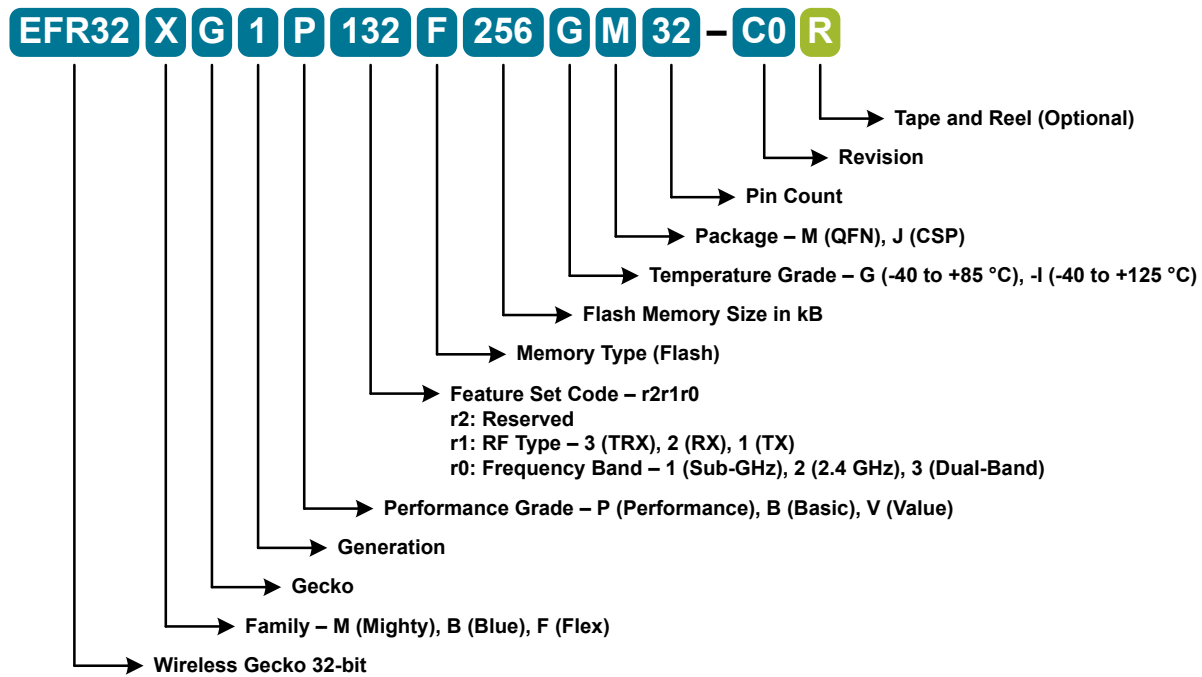 EFR32 X G 1 P 132 F 256 G M 32 – C0 R
Tape and Reel (Optional)
Revision
Pin Count
Package – M (QFN), J (CSP)
Temperature Grade – G (-40 to +85 °C), -I (-40 to +125 °C)
Flash Memory Size in kB
Memory Type (Flash)
Feature Set Code – r2r1r0
r2: Reserved
r1: RF Type – 3 (TRX), 2 (RX), 1 (TX)
r0: Frequency Band – 1 (Sub-GHz), 2 (2.4 GHz), 3 (Dual-Band)
Performance Grade – P (Performance), B (Basic), V (Value)
Generation
Gecko
Family – M (Mighty), B (Blue), F (Flex)
Wireless Gecko 32-bit